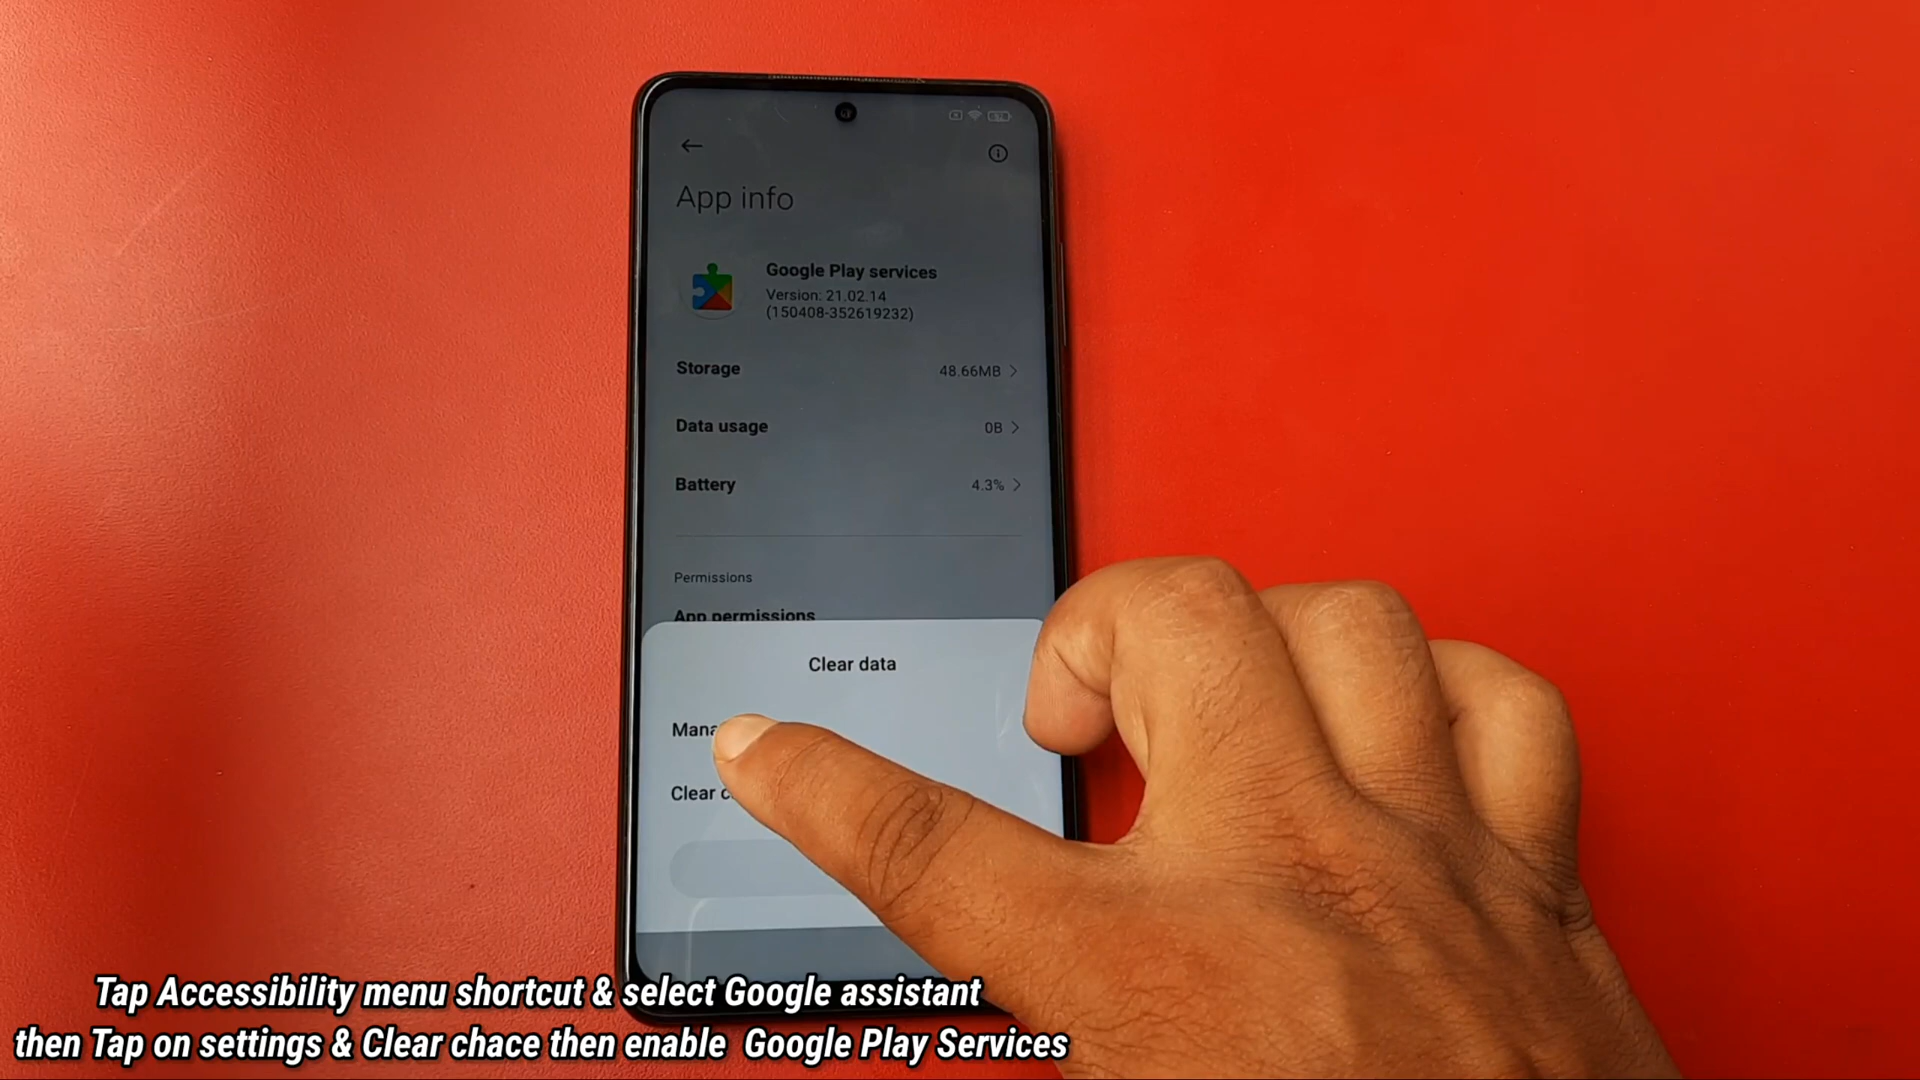 App info
Google Play services
Version: 21.02.14
(150408-352619232)
Storage 48.66MB
Data usage 0B
Battery 4.3%
Permissions
App permissions
Clear data
Mana
Clear c
Tap Accessibility menu shortcut & select Google assistant
then Tap on settings & Clear chace then enable Google Play Services